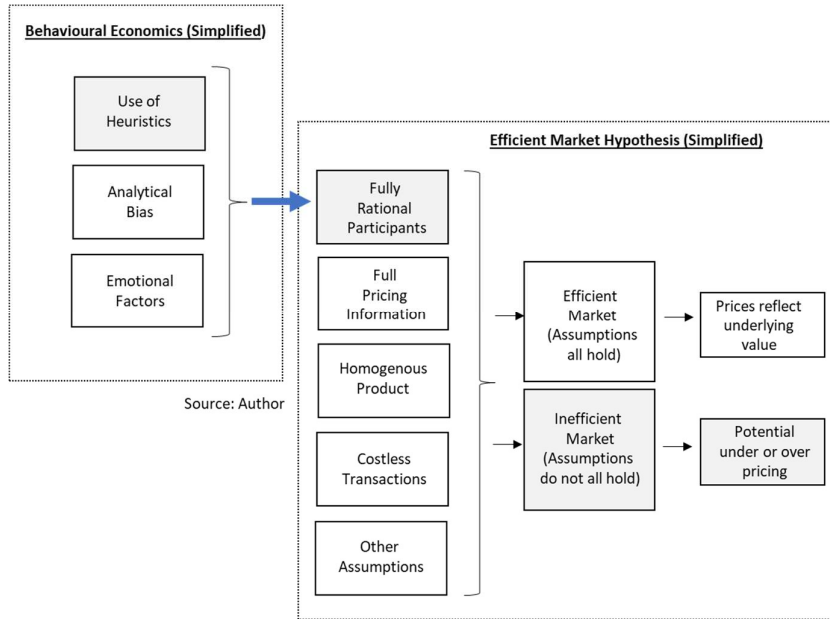 Behavioural Economics (Simplified)
Use of
Heuristics
Analytical
Bias
Emotional
Factors
Source: Author
Efficient Market Hypothesis (Simplified)
Fully
Rational
Participants
Full
Pricing
Information
Homogenous
Product
Costless
Transactions
Other
Assumptions
Efficient
Market
(Assumptions
all hold)
Inefficient
Market
(Assumptions
do not all hold)
Prices reflect
underlying
value
Potential
under or over
pricing